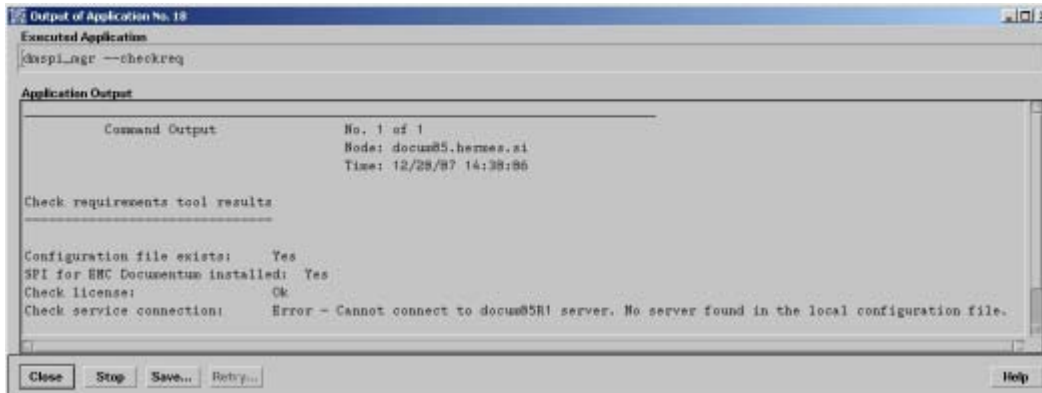 Output of Application No. 18
Executed Application
dmspi_mgr --checkreq
Application Output
Command Output No. 1 of 1
Node: docum05.hermes.si
Time: 12/20/07 14:38:06
Check requirements tool results
Configuration file exists: Yes
SPI for EMC Documentum installed: Yes
Check license: Ok
Check service connection: Error - Cannot connect to docum05R1 server. No server found in the local configuration file.
Close Stop Save... Retry... Help